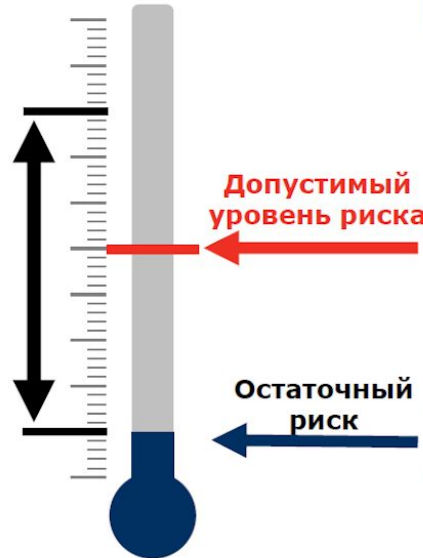 Допустимый
уровень риска
Остаточный
риск